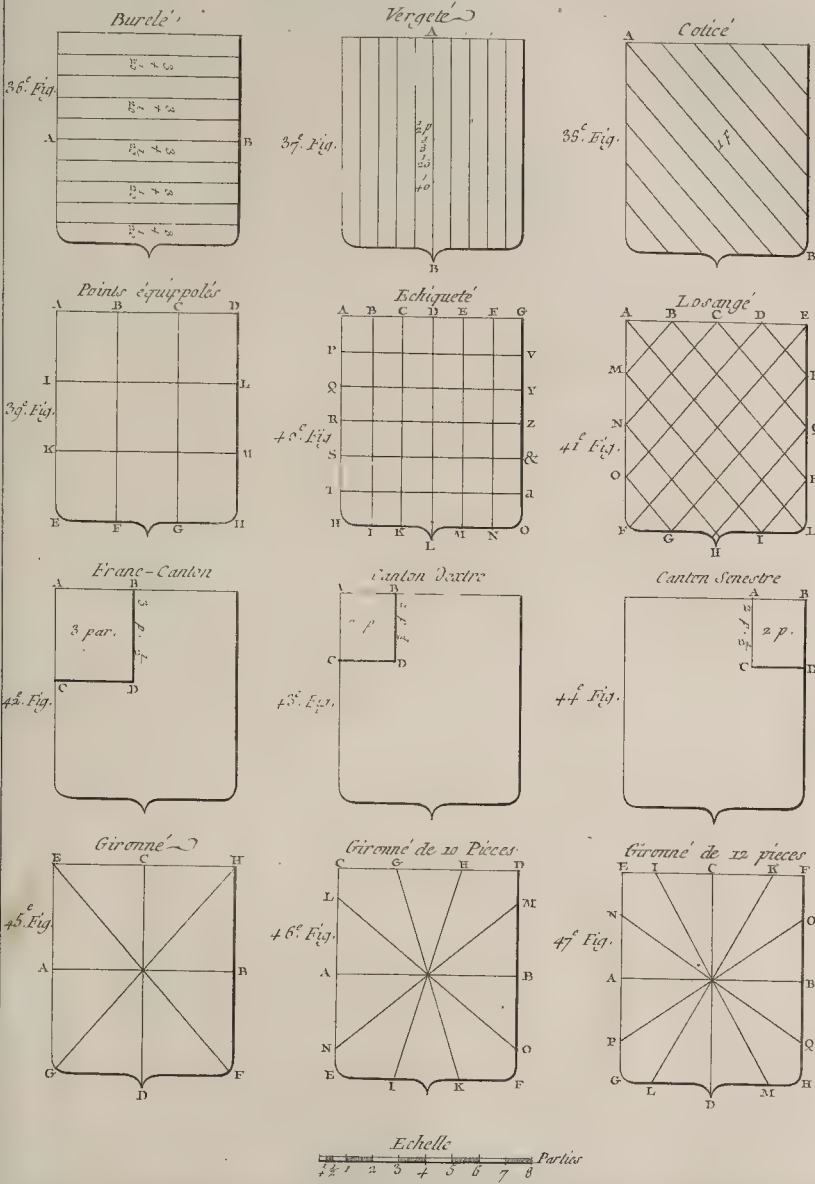 Burelé
36.e Fig.
A
B
Vergeté
A
37.e Fig.
B
Coticé
A
38.e Fig.
1 p
B
Points équippolés
A B C D
I L
39.e Fig.
K M
E F G H
Echiqueté
A B C D E F G
P V
Q Y
R Z
40.e Fig
S &
T a
H I K L M N O
Losangé
A B C D E
M P
N Q
41.e Fig.
O R
F G H I L
Franc-Canton
A B
3 par.
C D
42.e Fig.
Canton Dextre
A B
p
C D
43.e Fig.
Canton Senestre
A B
2 p.
C D
44.e Fig.
Gironné
E C H
45.e Fig.
A B
G D F
Gironné de 10 Pieces
C G H D
L M
46.e Fig.
A B
N O
E I K F
Gironné de 12 pieces
E I C K F
N O
47.e Fig.
A B
P Q
G L D M H
Echelle
Parties
1 2 3 4 5 6 7 8